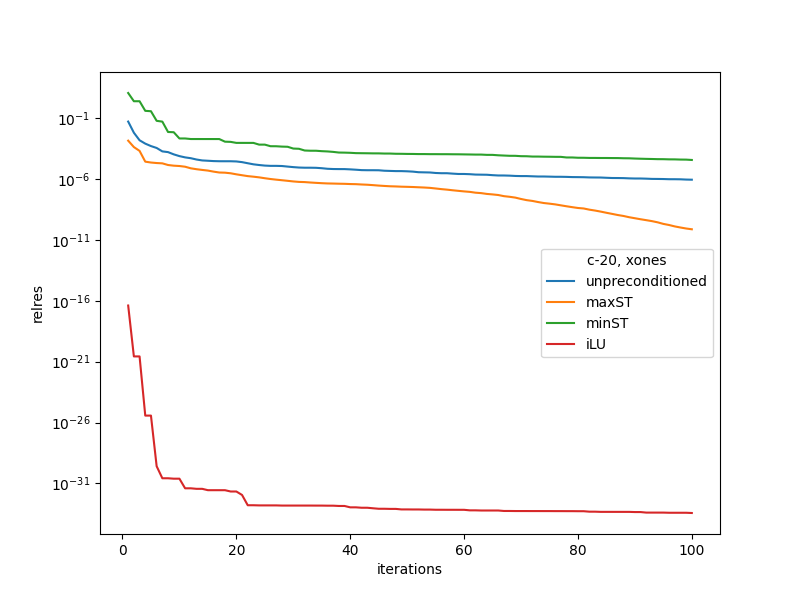 10⁻¹
10⁻⁶
10⁻¹¹
10⁻¹⁶
10⁻²¹
10⁻²⁶
10⁻³¹
relres
c-20, xones
unpreconditioned
maxST
minST
iLU
0 20 40 60 80 100
iterations